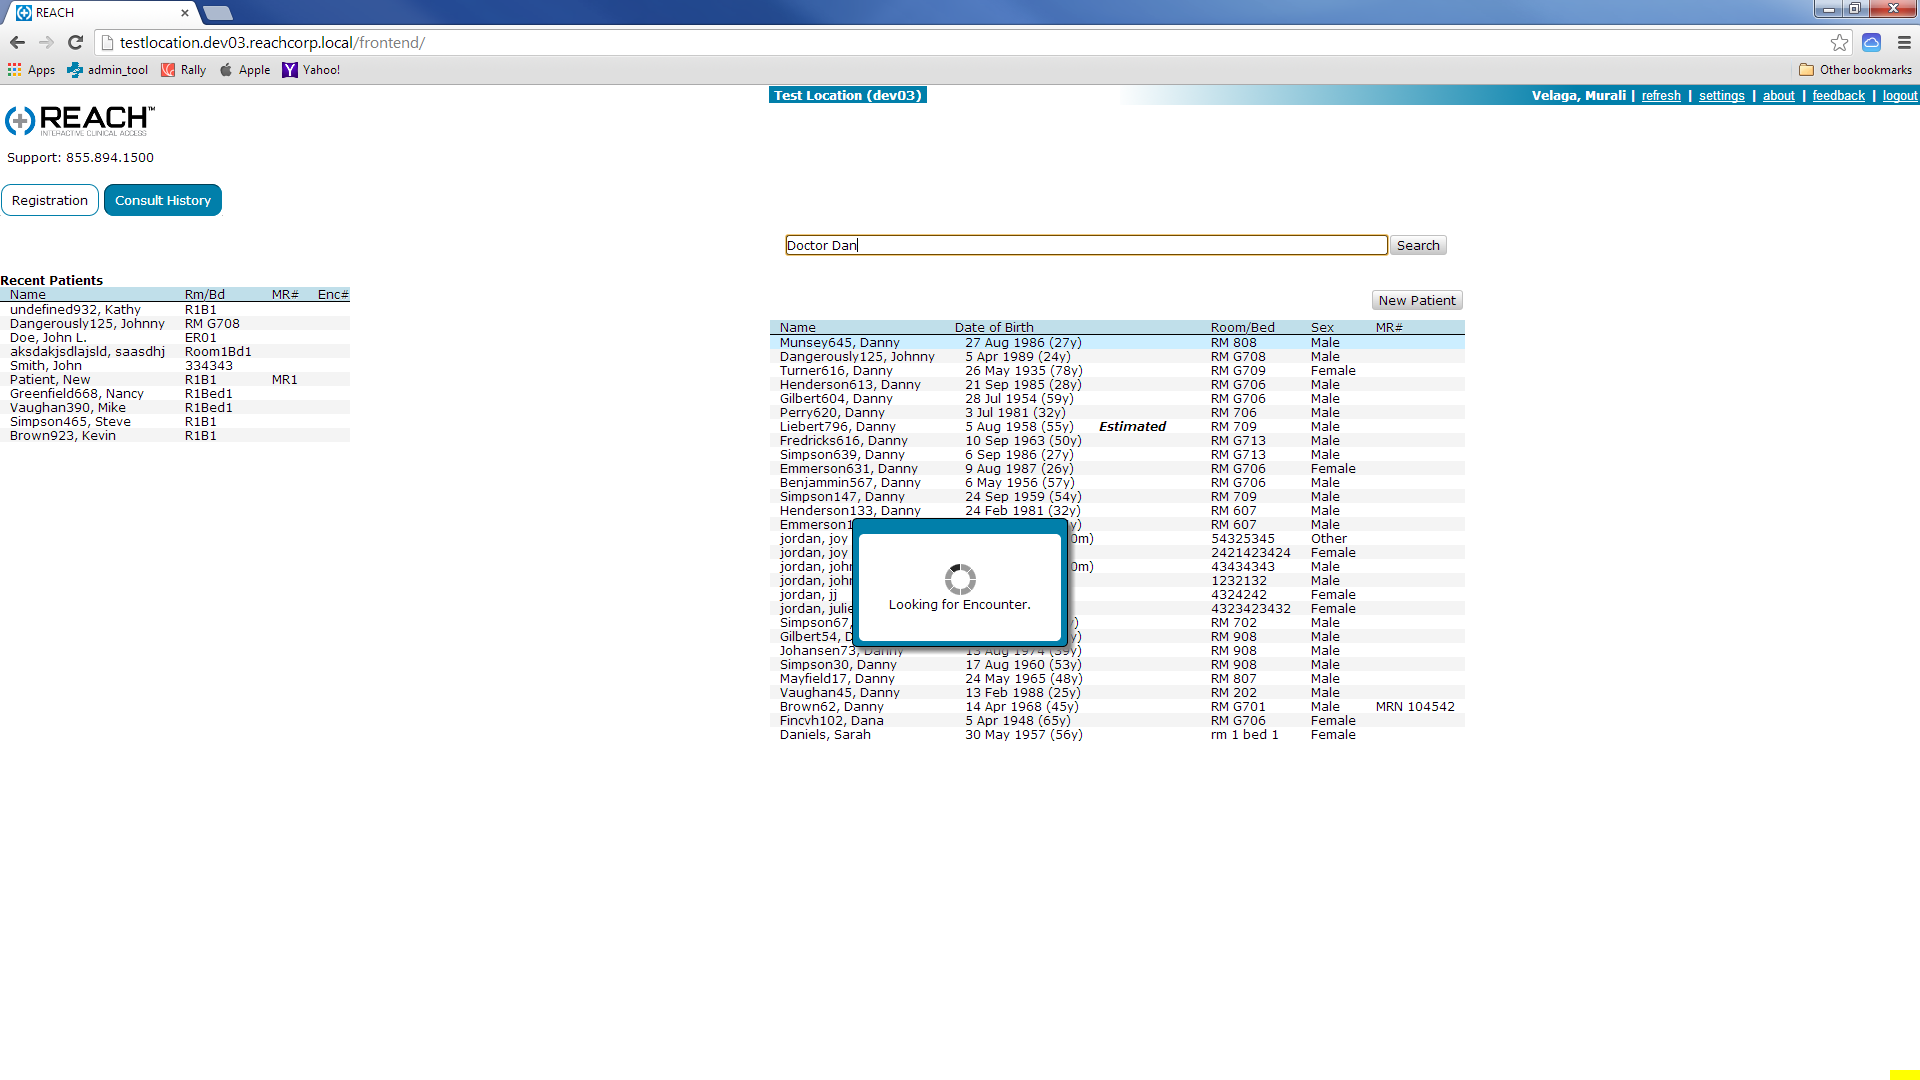 REACH
testlocation.dev03.reachcorp.local/frontend/
Apps admin_tool Rally Apple Yahoo! Other bookmarks
Test Location (dev03) Velaga, Murali | refresh | settings | about | feedback | logout
REACH™
INTERACTIVE CLINICAL ACCESS
Support: 855.894.1500
Registration Consult History
Doctor Dan Search
Recent Patients
Name Rm/Bd MR# Enc#
undefined932, Kathy R1B1
Dangerously125, Johnny RM G708
Doe, John L. ER01
aksdakjsdlajsld, saasdhj Room1Bd1
Smith, John 334343
Patient, New R1B1 MR1
Greenfield668, Nancy R1Bed1
Vaughan390, Mike R1Bed1
Simpson465, Steve R1B1
Brown923, Kevin R1B1
New Patient
Name Date of Birth Room/Bed Sex MR#
Munsey645, Danny 27 Aug 1986 (27y) RM 808 Male
Dangerously125, Johnny 5 Apr 1989 (24y) RM G708 Male
Turner616, Danny 26 May 1935 (78y) RM G709 Female
Henderson613, Danny 21 Sep 1985 (28y) RM G706 Male
Gilbert604, Danny 28 Jul 1954 (59y) RM G706 Male
Perry620, Danny 3 Jul 1981 (32y) RM 706 Male
Liebert796, Danny 5 Aug 1958 (55y) Estimated RM 709 Male
Fredricks616, Danny 10 Sep 1963 (50y) RM G713 Male
Simpson639, Danny 6 Sep 1986 (27y) RM G713 Male
Emmerson631, Danny 9 Aug 1987 (26y) RM G706 Female
Benjammin567, Danny 6 May 1956 (57y) RM G706 Male
Simpson147, Danny 24 Sep 1959 (54y) RM 709 Male
Henderson133, Danny 24 Feb 1981 (32y) RM 607 Male
Emmerson1 y) RM 607 Male
jordan, joy 0m) 54325345 Other
jordan, joy 2421423424 Female
jordan, john 0m) 43434343 Male
jordan, john 1232132 Male
jordan, jj 4324242 Female
jordan, julie 4323423432 Female
Simpson67, y) RM 702 Male
Gilbert54, D y) RM 908 Male
Johansen73, Danny 13 Aug 1974 (39y) RM 908 Male
Simpson30, Danny 17 Aug 1960 (53y) RM 908 Male
Mayfield17, Danny 24 May 1965 (48y) RM 807 Male
Vaughan45, Danny 13 Feb 1988 (25y) RM 202 Male
Brown62, Danny 14 Apr 1968 (45y) RM G701 Male MRN 104542
Fincvh102, Dana 5 Apr 1948 (65y) RM G706 Female
Daniels, Sarah 30 May 1957 (56y) rm 1 bed 1 Female
Looking for Encounter.